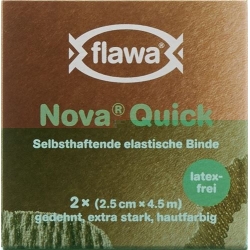 flawa®
Nova® Quick
Selbsthaftende elastische Binde
latex-
frei
2× (2.5 cm × 4.5 m)
gedehnt, extra stark, hautfarbig